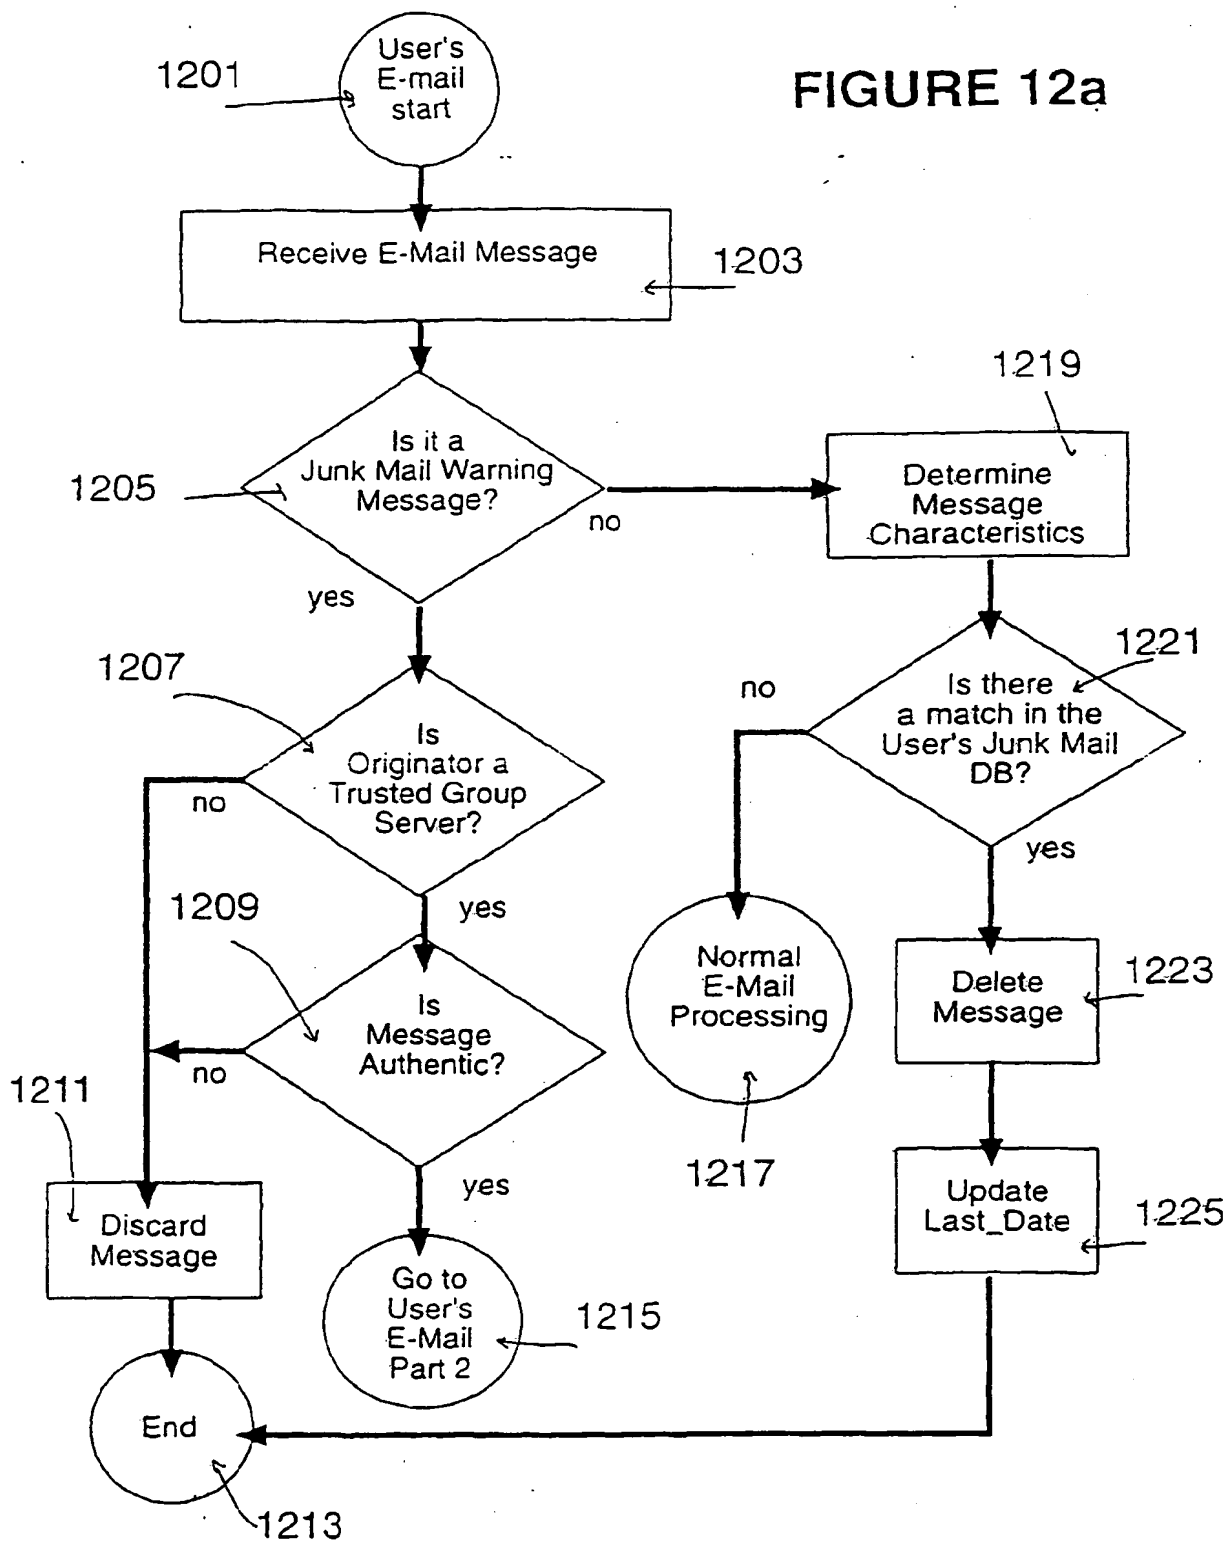 FIGURE 12a
1201
User's
E-mail
start
Receive E-Mail Message
1203
1205
Is it a
Junk Mail Warning
Message?
no
yes
1219
Determine
Message
Characteristics
1207
Is
Originator a
Trusted Group
Server?
no
yes
1221
Is there
a match in the
User's Junk Mail
DB?
no
yes
1209
Is
Message
Authentic?
no
yes
Normal
E-Mail
Processing
1217
Delete
Message
1223
1211
Discard
Message
Go to
User's
E-Mail
Part 2
1215
Update
Last_Date
1225
End
1213